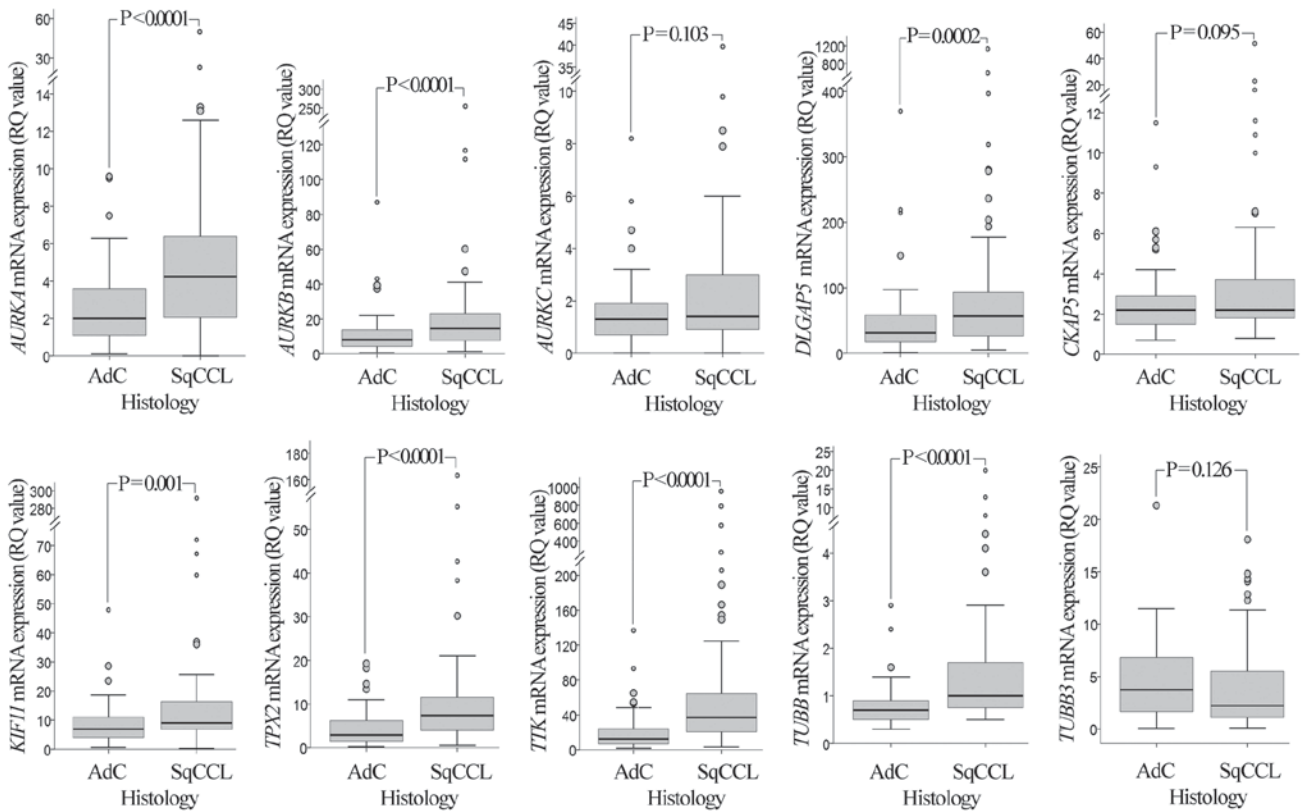 AURKA mRNA expression (RQ value)
60
30
14
12
10
8
6
4
2
0
P<0.0001
AdC SqCCL
Histology
AURKB mRNA expression (RQ value)
300
250
120
100
80
60
40
20
0
P<0.0001
AdC SqCCL
Histology
AURKC mRNA expression (RQ value)
45
40
35
10
8
6
4
2
0
P=0.103
AdC SqCCL
Histology
DLGAP5 mRNA expression (RQ value)
1200
800
400
300
200
100
0
P=0.0002
AdC SqCCL
Histology
CKAP5 mRNA expression (RQ value)
60
40
20
12
10
8
6
4
2
0
P=0.095
AdC SqCCL
Histology
KIF11 mRNA expression (RQ value)
300
280
70
60
50
40
30
20
10
0
P=0.001
AdC SqCCL
Histology
TPX2 mRNA expression (RQ value)
180
160
50
40
30
20
10
0
P<0.0001
AdC SqCCL
Histology
TTK mRNA expression (RQ value)
1000
800
600
400
200
160
120
80
40
0
P<0.0001
AdC SqCCL
Histology
TUBB mRNA expression (RQ value)
25
20
15
10
5
4
3
2
1
0
P<0.0001
AdC SqCCL
Histology
TUBB3 mRNA expression (RQ value)
25
20
15
10
5
0
P=0.126
AdC SqCCL
Histology